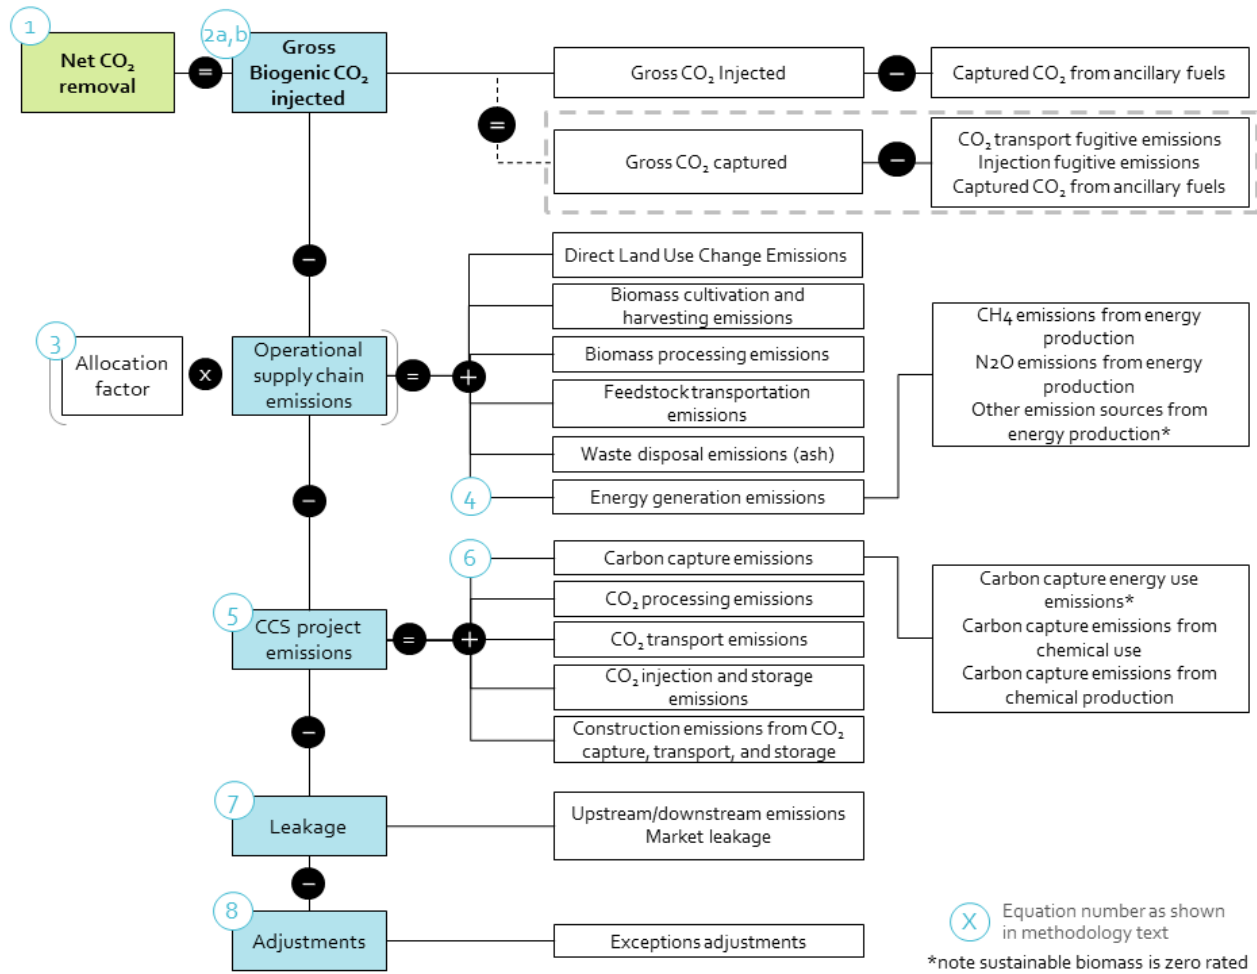 1
Net CO₂
removal
=
2a,b
Gross
Biogenic CO₂
injected
Gross CO₂ Injected
−
Captured CO₂ from ancillary fuels
=
Gross CO₂ captured
−
CO₂ transport fugitive emissions
Injection fugitive emissions
Captured CO₂ from ancillary fuels
−
3
Allocation
factor
x
Operational
supply chain
emissions
=
+
Direct Land Use Change Emissions
Biomass cultivation and
harvesting emissions
Biomass processing emissions
Feedstock transportation
emissions
Waste disposal emissions (ash)
4
Energy generation emissions
CH4 emissions from energy
production
N2O emissions from energy
production
Other emission sources from
energy production*
−
5
CCS project
emissions
=
+
6
Carbon capture emissions
CO₂ processing emissions
CO₂ transport emissions
CO₂ injection and storage
emissions
Construction emissions from CO₂
capture, transport, and storage
Carbon capture energy use
emissions*
Carbon capture emissions from
chemical use
Carbon capture emissions from
chemical production
−
7
Leakage
Upstream/downstream emissions
Market leakage
−
8
Adjustments
Exceptions adjustments
X
Equation number as shown
in methodology text
*note sustainable biomass is zero rated